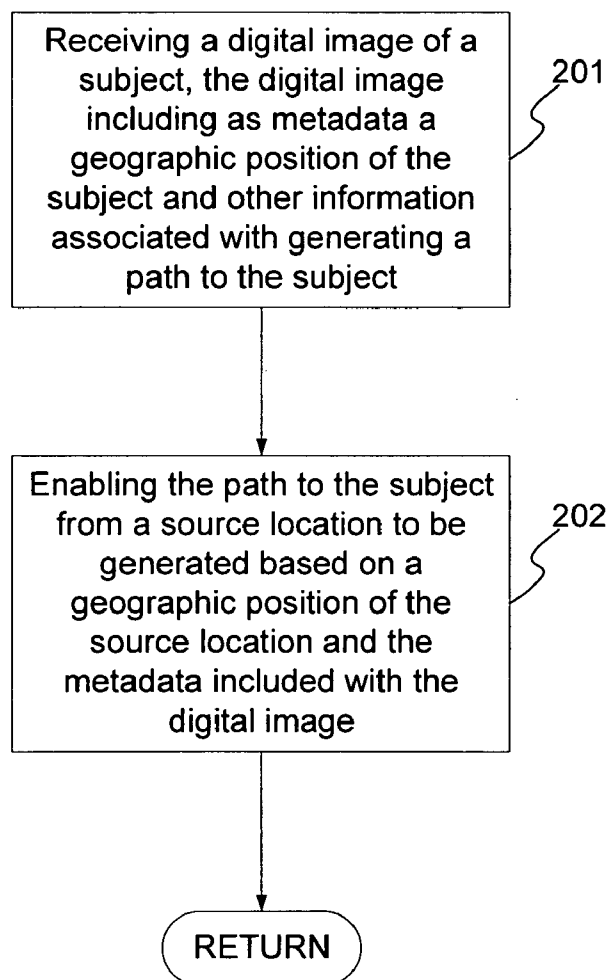 Receiving a digital image of a
subject, the digital image
including as metadata a
geographic position of the
subject and other information
associated with generating a
path to the subject
201
Enabling the path to the subject
from a source location to be
generated based on a
geographic position of the
source location and the
metadata included with the
digital image
202
RETURN